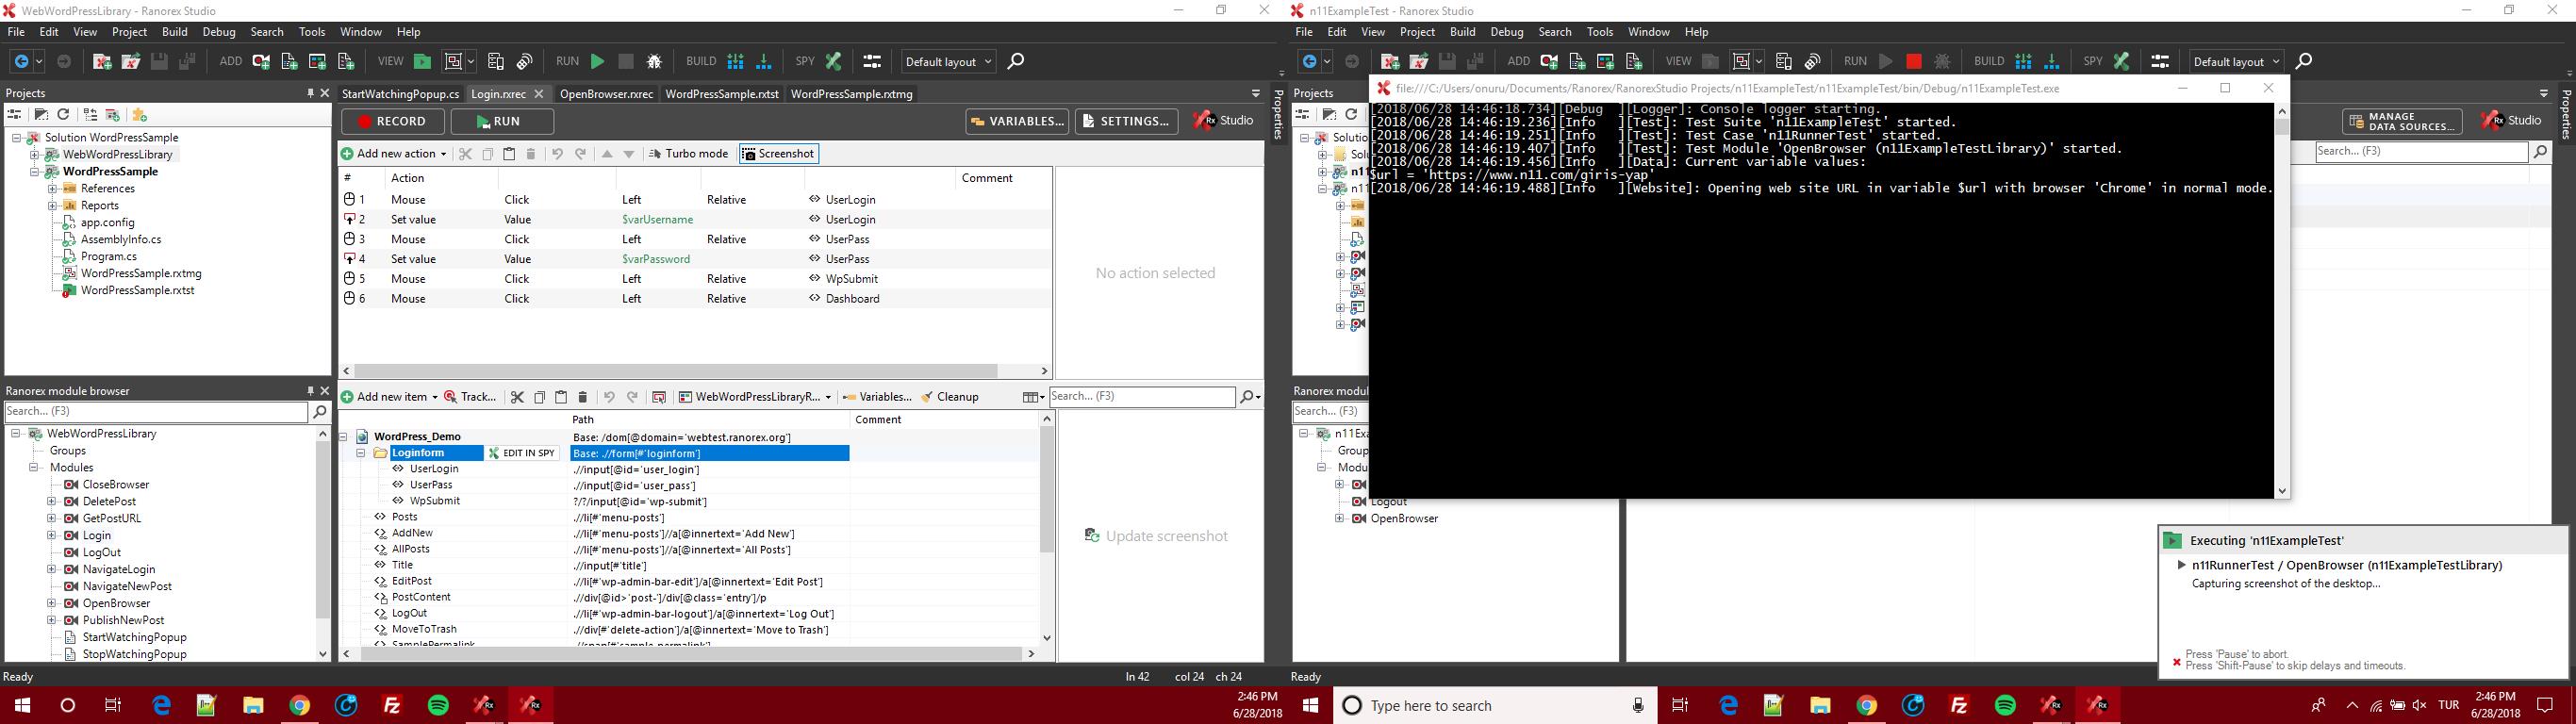 WebWordPressLibrary - Ranorex Studio
File Edit View Project Build Debug Search Tools Window Help
ADD VIEW RUN BUILD SPY Default layout
Projects
Solution WordPressSample
WebWordPressLibrary
WordPressSample
References
Reports
app.config
AssemblyInfo.cs
Program.cs
WordPressSample.rxtmg
WordPressSample.rxtst
Ranorex module browser
Search... (F3)
WebWordPressLibrary
Groups
Modules
CloseBrowser
DeletePost
GetPostURL
Login
LogOut
NavigateLogin
NavigateNewPost
OpenBrowser
PublishNewPost
StartWatchingPopup
StopWatchingPopup
StartWatchingPopup.cs Login.rxrec OpenBrowser.rxrec WordPressSample.rxtst WordPressSample.rxtmg
RECORD RUN VARIABLES... SETTINGS... Rx Studio
Add new action Turbo mode Screenshot
# Action Comment
1 Mouse Click Left Relative UserLogin
2 Set value Value $varUsername UserLogin
3 Mouse Click Left Relative UserPass
4 Set value Value $varPassword UserPass
5 Mouse Click Left Relative WpSubmit
6 Mouse Click Left Relative Dashboard
No action selected
Add new item Track... WebWordPressLibraryR... Variables... Cleanup Search... (F3)
Path Comment
WordPress_Demo Base: /dom[@domain='webtest.ranorex.org']
Loginform EDIT IN SPY Base: .//form[#'loginform']
UserLogin .//input[@id='user_login']
UserPass .//input[@id='user_pass']
WpSubmit ?/?/input[@id='wp-submit']
Posts .//li[#'menu-posts']
AddNew .//li[#'menu-posts']//a[@innertext='Add New']
AllPosts .//li[#'menu-posts']//a[@innertext='All Posts']
Title .//input[#'title']
EditPost .//li[#'wp-admin-bar-edit']/a[@innertext='Edit Post']
PostContent .//div[@id>'post-']/div[@class='entry']/p
LogOut .//li[#'wp-admin-bar-logout']/a[@innertext='Log Out']
MoveToTrash .//div[#'delete-action']/a[@innertext='Move to Trash']
SamplePermalink .//span[#'sample-permalink']
Update screenshot
Properties
Ready ln 42 col 24 ch 24
2:46 PM
6/28/2018
n11ExampleTest - Ranorex Studio
File Edit View Project Build Debug Search Tools Window Help
ADD VIEW RUN BUILD SPY Default layout
Projects
Solution
Solu
n11
n11
file:///C:/Users/onuru/Documents/Ranorex/RanorexStudio Projects/n11ExampleTest/n11ExampleTest/bin/Debug/n11ExampleTest.exe
[2018/06/28 14:46:18.734][Debug ][Logger]: Console logger starting.
[2018/06/28 14:46:19.236][Info ][Test]: Test Suite 'n11ExampleTest' started.
[2018/06/28 14:46:19.251][Info ][Test]: Test Case 'n11RunnerTest' started.
[2018/06/28 14:46:19.407][Info ][Test]: Test Module 'OpenBrowser (n11ExampleTestLibrary)' started.
[2018/06/28 14:46:19.456][Info ][Data]: Current variable values:
$url = 'https://www.n11.com/giris-yap'
[2018/06/28 14:46:19.488][Info ][Website]: Opening web site URL in variable $url with browser 'Chrome' in normal mode.
MANAGE
DATA SOURCES...
Rx Studio
Search... (F3)
Properties
Ranorex modul
Search... (F3)
n11Exa
Group
Modu
Logout
OpenBrowser
Executing 'n11ExampleTest'
n11RunnerTest / OpenBrowser (n11ExampleTestLibrary)
Capturing screenshot of the desktop...
Press 'Pause' to abort.
Press 'Shift-Pause' to skip delays and timeouts.
Ready
Type here to search
TUR
2:46 PM
6/28/2018